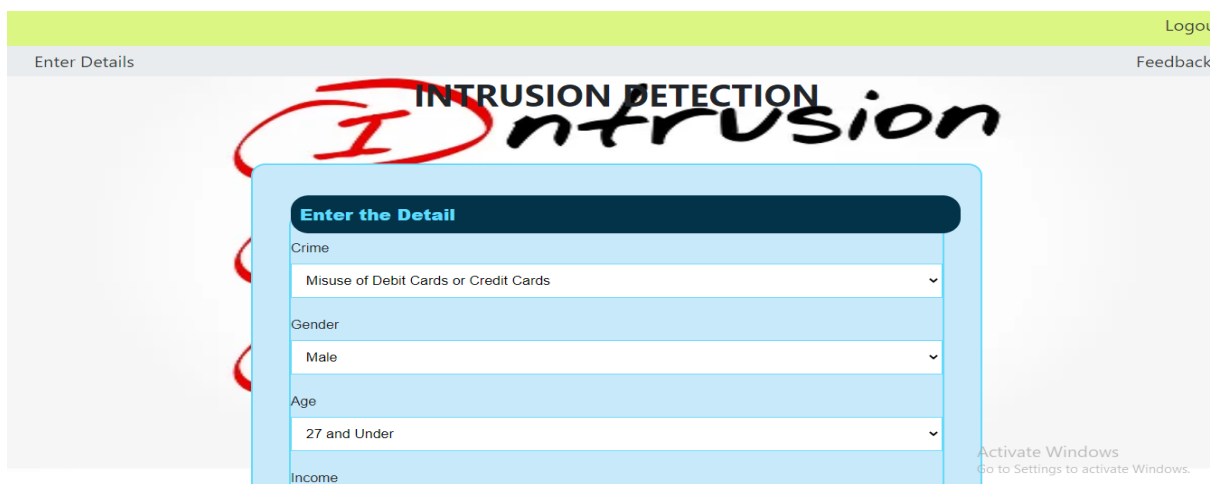 Logou
Enter Details
Feedback
INTRUSION DETECTION
Intrusion
Enter the Detail
Crime
Misuse of Debit Cards or Credit Cards
Gender
Male
Age
27 and Under
Income
Activate Windows
Go to Settings to activate Windows.